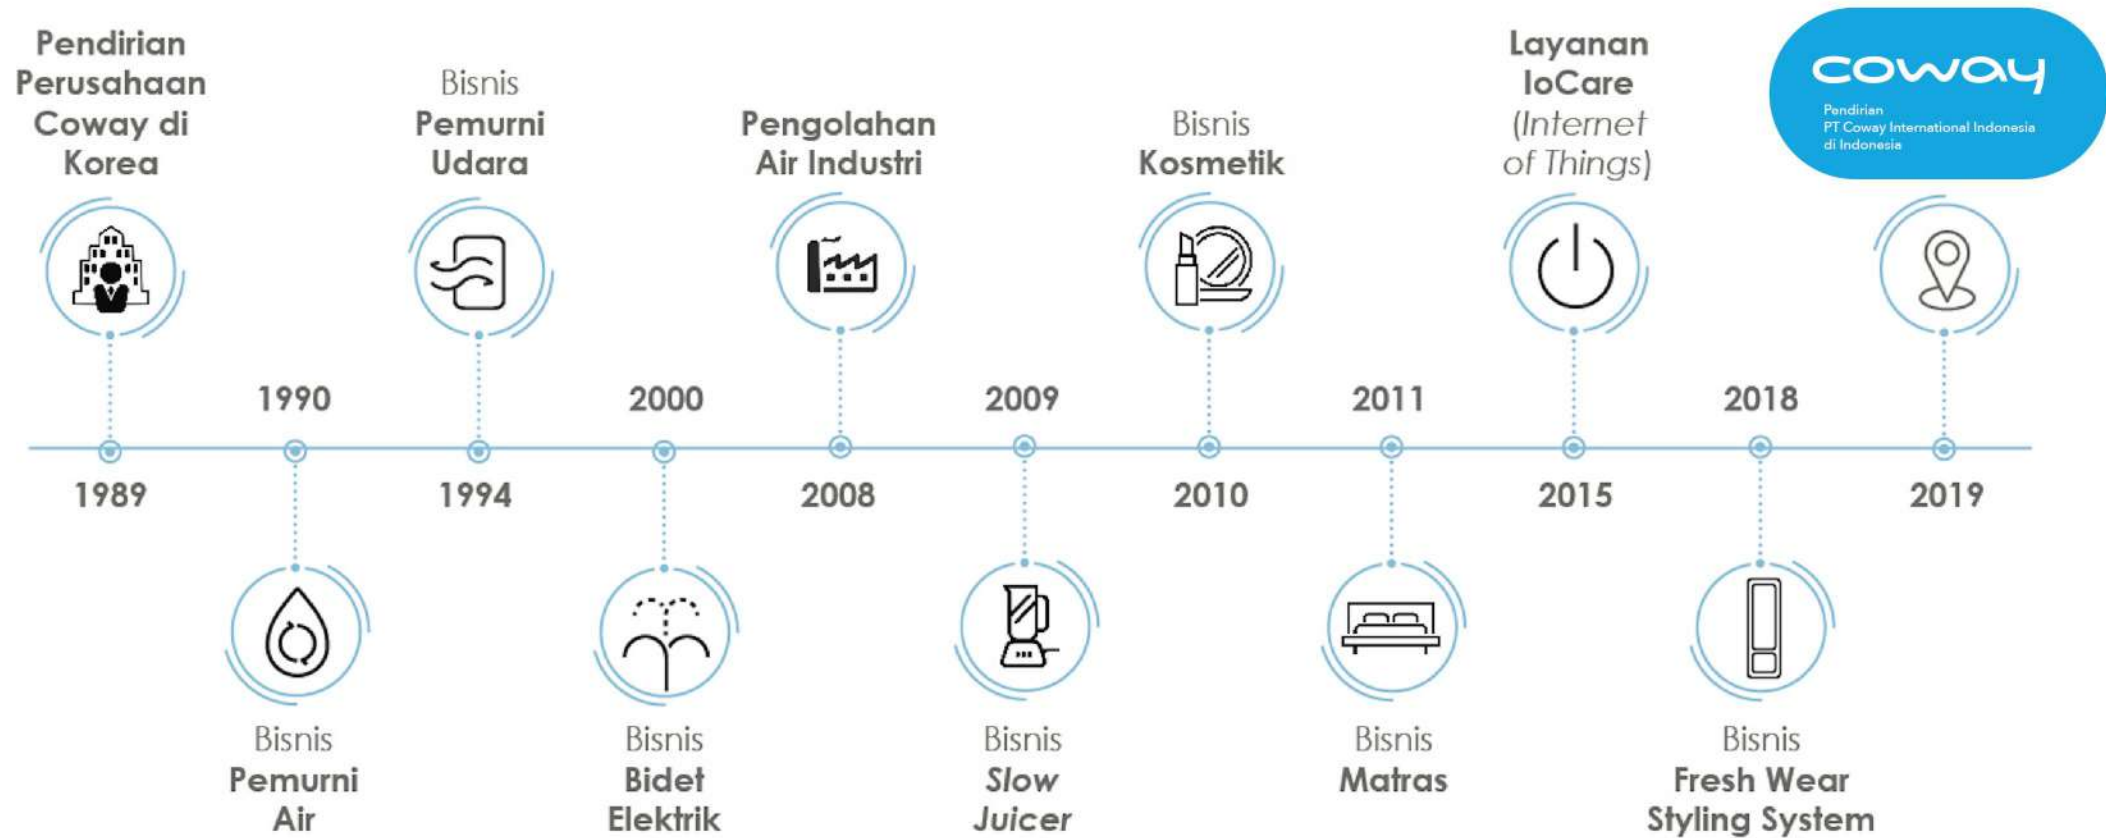 Pendirian
Perusahaan
Coway di
Korea
1989
1990
Bisnis
Pemurni
Air
Bisnis
Pemurni
Udara
1994
2000
Bisnis
Bidet
Elektrik
Pengolahan
Air Industri
2008
2009
Bisnis
Slow
Juicer
Bisnis
Kosmetik
2010
2011
Bisnis
Matras
Layanan
IoCare
(Internet
of Things)
2015
2018
Bisnis
Fresh Wear
Styling System
coway
Pendirian
PT Coway International Indonesia
di Indonesia
2019